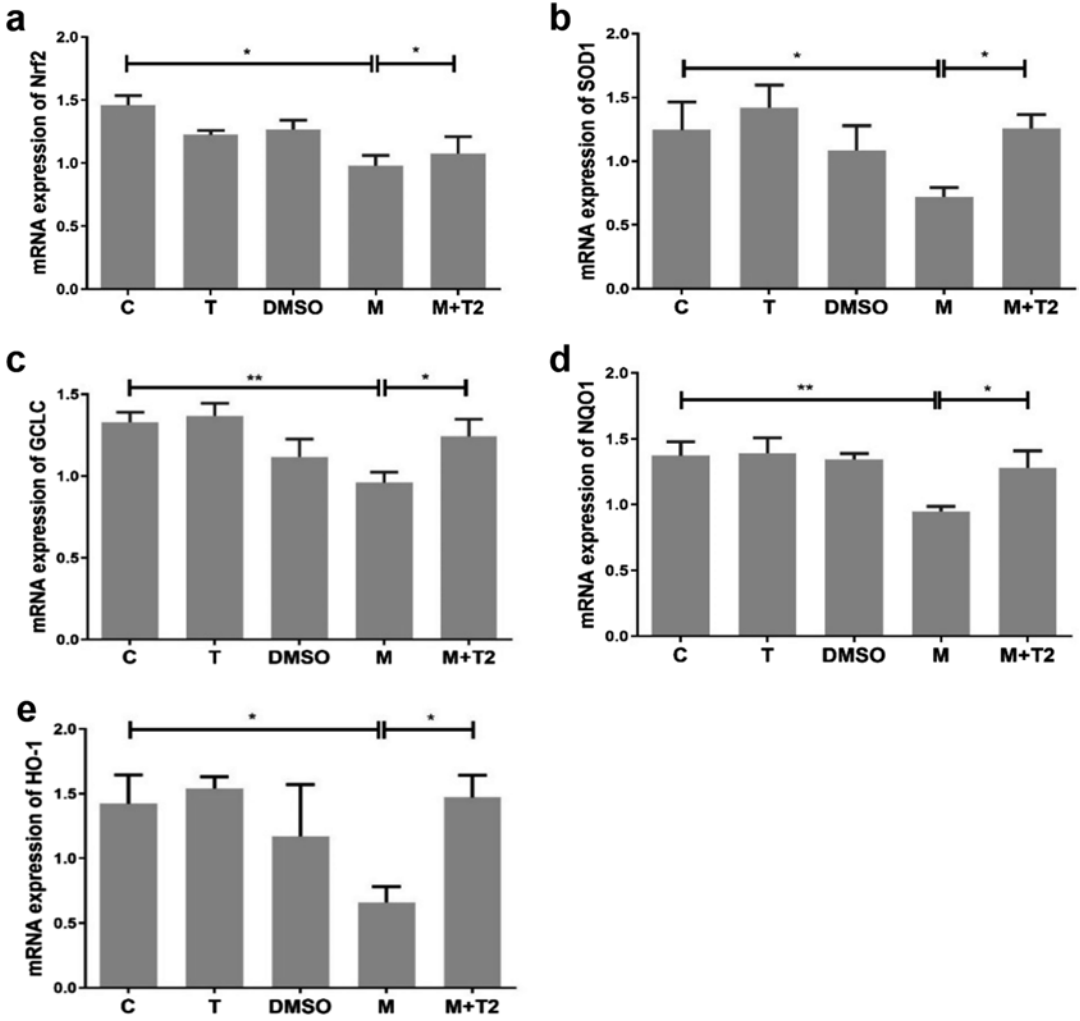 a
mRNA expression of Nrf2
2.0
1.5
1.0
0.5
0.0
*
*
C T DMSO M M+T2
b
mRNA expression of SOD1
2.0
1.5
1.0
0.5
0.0
*
*
C T DMSO M M+T2
c
mRNA expression of GCLC
1.5
1.0
0.5
0.0
**
*
C T DMSO M M+T2
d
mRNA expression of NQO1
2.0
1.5
1.0
0.5
0.0
**
*
C T DMSO M M+T2
e
mRNA expression of HO-1
2.0
1.5
1.0
0.5
0.0
*
*
C T DMSO M M+T2